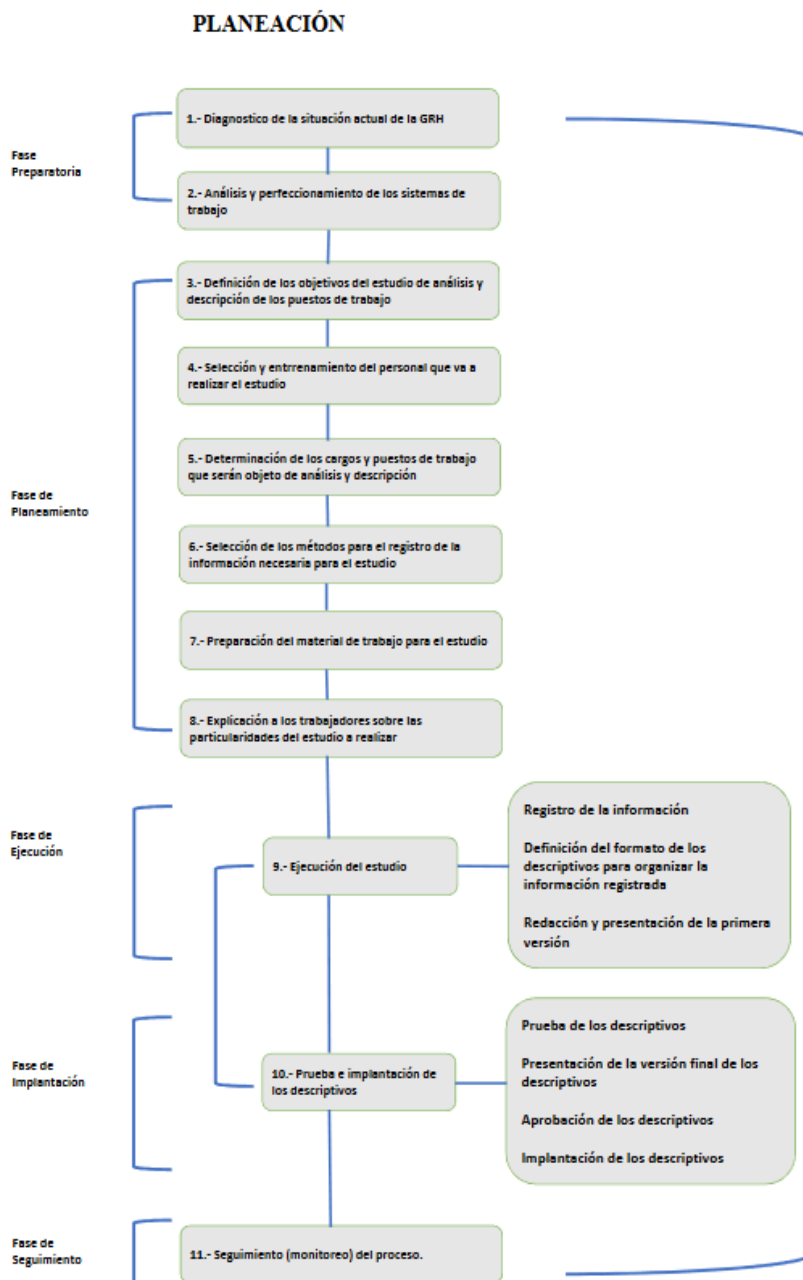 PLANEACIÓN
1.- Diagnostico de la situación actual de la GRH
Fase
Preparatoria
2.- Análisis y perfeccionamiento de los sistemas de
trabajo
3.- Definición de los objetivos del estudio de análisis y
descripción de los puestos de trabajo
4.- Selección y entrrenamiento del personal que va a
realizar el estudio
5.- Determinación de los cargos y puestos de trabajo
que serán objeto de análisis y descripción
Fase de
Planeamiento
6.- Selección de los métodos para el registro de la
información necesaria para el estudio
7.- Preparación del material de trabajo para el estudio
8.- Explicación a los trabajadores sobre las
particularidades del estudio a realizar
Fase de
Ejecución
9.- Ejecución del estudio
Registro de la información
Definición del formato de los
descriptivos para organizar la
información registrada
Redacción y presentación de la primera
versión
Fase de
Implantación
10.- Prueba e implantación de
los descriptivos
Prueba de los descriptivos
Presentación de la versión final de los
descriptivos
Aprobación de los descriptivos
Implantación de los descriptivos
Fase de
Seguimiento
11.- Seguimiento (monitoreo) del proceso.